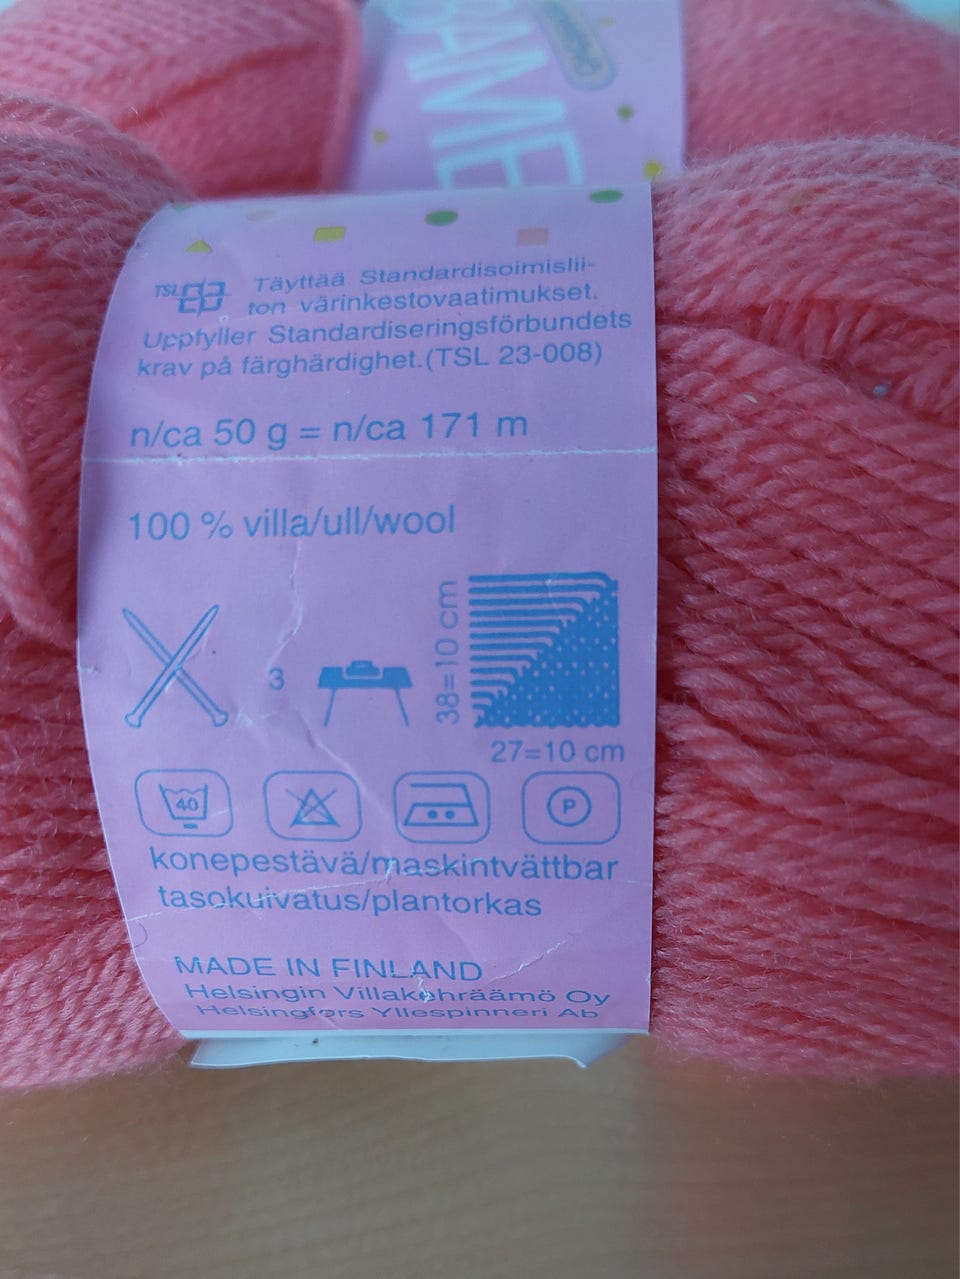 TSL
Täyttää Standardisoimislii-
ton värinkestovaatimukset.
Uppfyller Standardiseringsförbundets
krav på färghärdighet.(TSL 23-008)
n/ca 50 g = n/ca 171 m
100 % villa/ull/wool
3
38=10 cm
27=10 cm
40
P
konepestävä/maskintvättbar
tasokuivatus/plantorkas
MADE IN FINLAND
Helsingin Villakehräämö Oy
Helsingfors Yllespinneri Ab